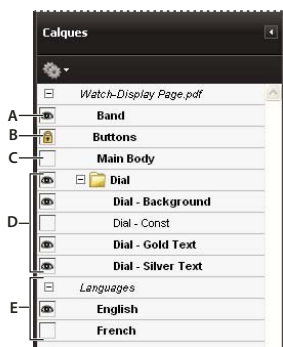 Calques
Watch-Display Page.pdf
A Band
B Buttons
C Main Body
Dial
Dial - Background
D Dial - Const
Dial - Gold Text
Dial - Silver Text
Languages
E English
French